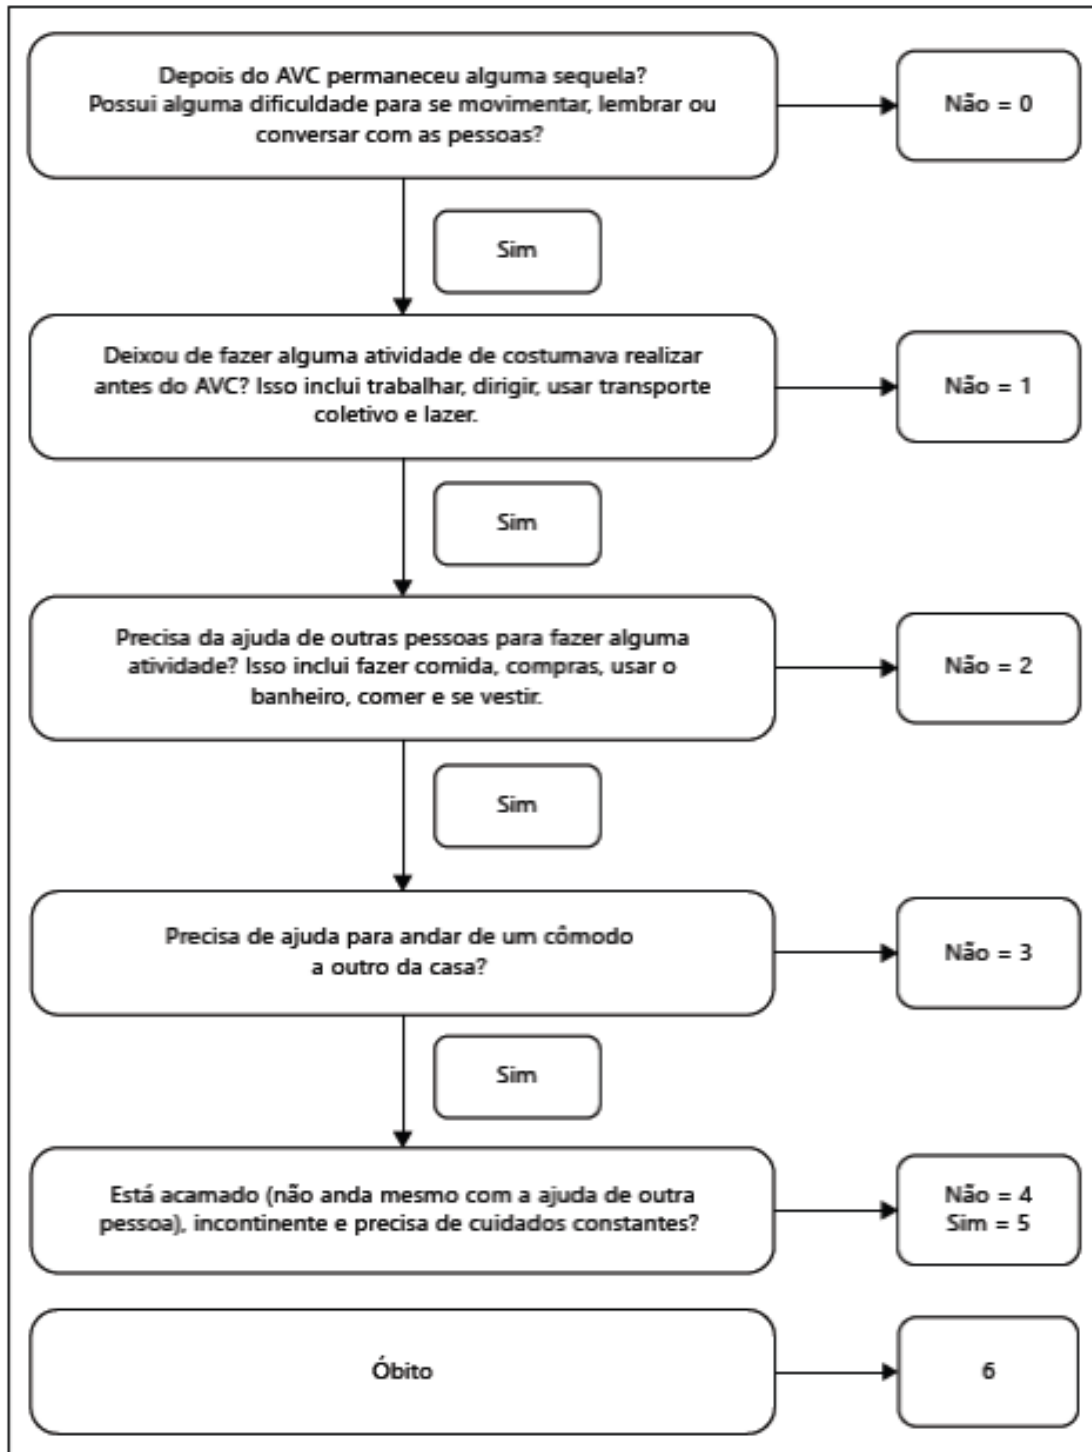 Depois do AVC permaneceu alguma sequela?
Possui alguma dificuldade para se movimentar, lembrar ou
conversar com as pessoas?
Não = 0
Sim
Deixou de fazer alguma atividade de costumava realizar
antes do AVC? Isso inclui trabalhar, dirigir, usar transporte
coletivo e lazer.
Não = 1
Sim
Precisa da ajuda de outras pessoas para fazer alguma
atividade? Isso inclui fazer comida, compras, usar o
banheiro, comer e se vestir.
Não = 2
Sim
Precisa de ajuda para andar de um cômodo
a outro da casa?
Não = 3
Sim
Está acamado (não anda mesmo com a ajuda de outra
pessoa), incontinente e precisa de cuidados constantes?
Não = 4
Sim = 5
Óbito
6